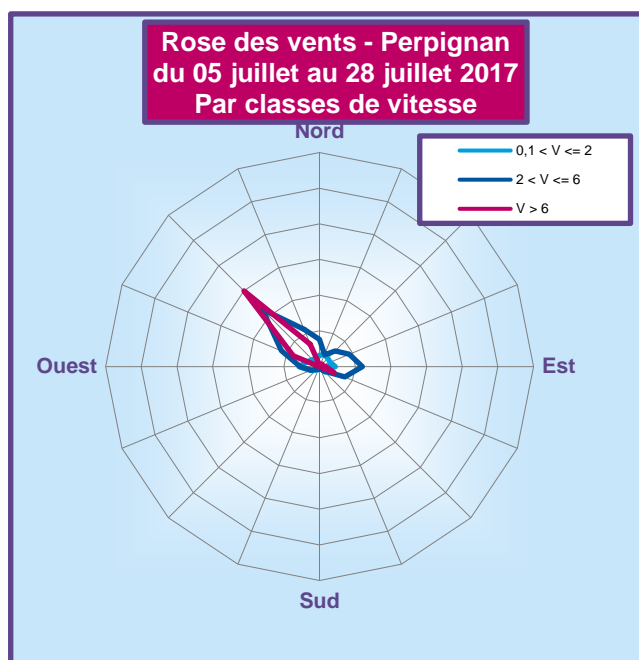 Rose des vents - Perpignan
du 05 juillet au 28 juillet 2017
Par classes de vitesse
Nord
0,1 < V <= 2
2 < V <= 6
V > 6
Ouest
Est
Sud